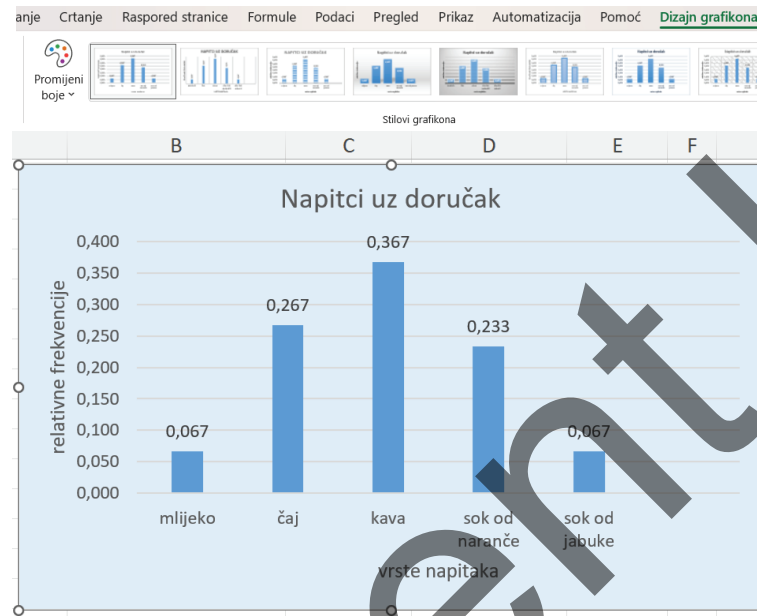 anje Crtanje Raspored stranice Formule Podaci Pregled Prikaz Automatizacija Pomoć Dizajn grafikona
Promijeni
boje
Stilovi grafikona
B C D E F
Napitci uz doručak
relativne frekvencije
0,400
0,350
0,300
0,250
0,200
0,150
0,100
0,050
0,000
0,067
0,267
0,367
0,233
0,067
mlijeko
čaj
kava
sok od
naranče
sok od
jabuke
vrste napitaka